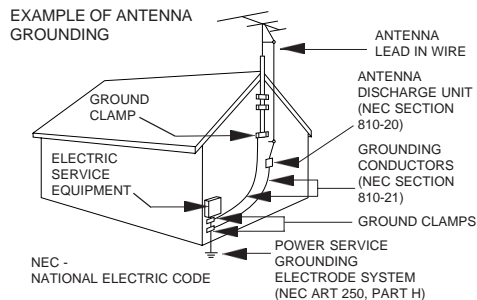 EXAMPLE OF ANTENNA
GROUNDING
ANTENNA
LEAD IN WIRE
GROUND
CLAMP
ANTENNA
DISCHARGE UNIT
(NEC SECTION
810-20)
ELECTRIC
SERVICE
EQUIPMENT
GROUNDING
CONDUCTORS
(NEC SECTION
810-21)
GROUND CLAMPS
NEC -
NATIONAL ELECTRIC CODE
POWER SERVICE
GROUNDING
ELECTRODE SYSTEM
(NEC ART 250, PART H)